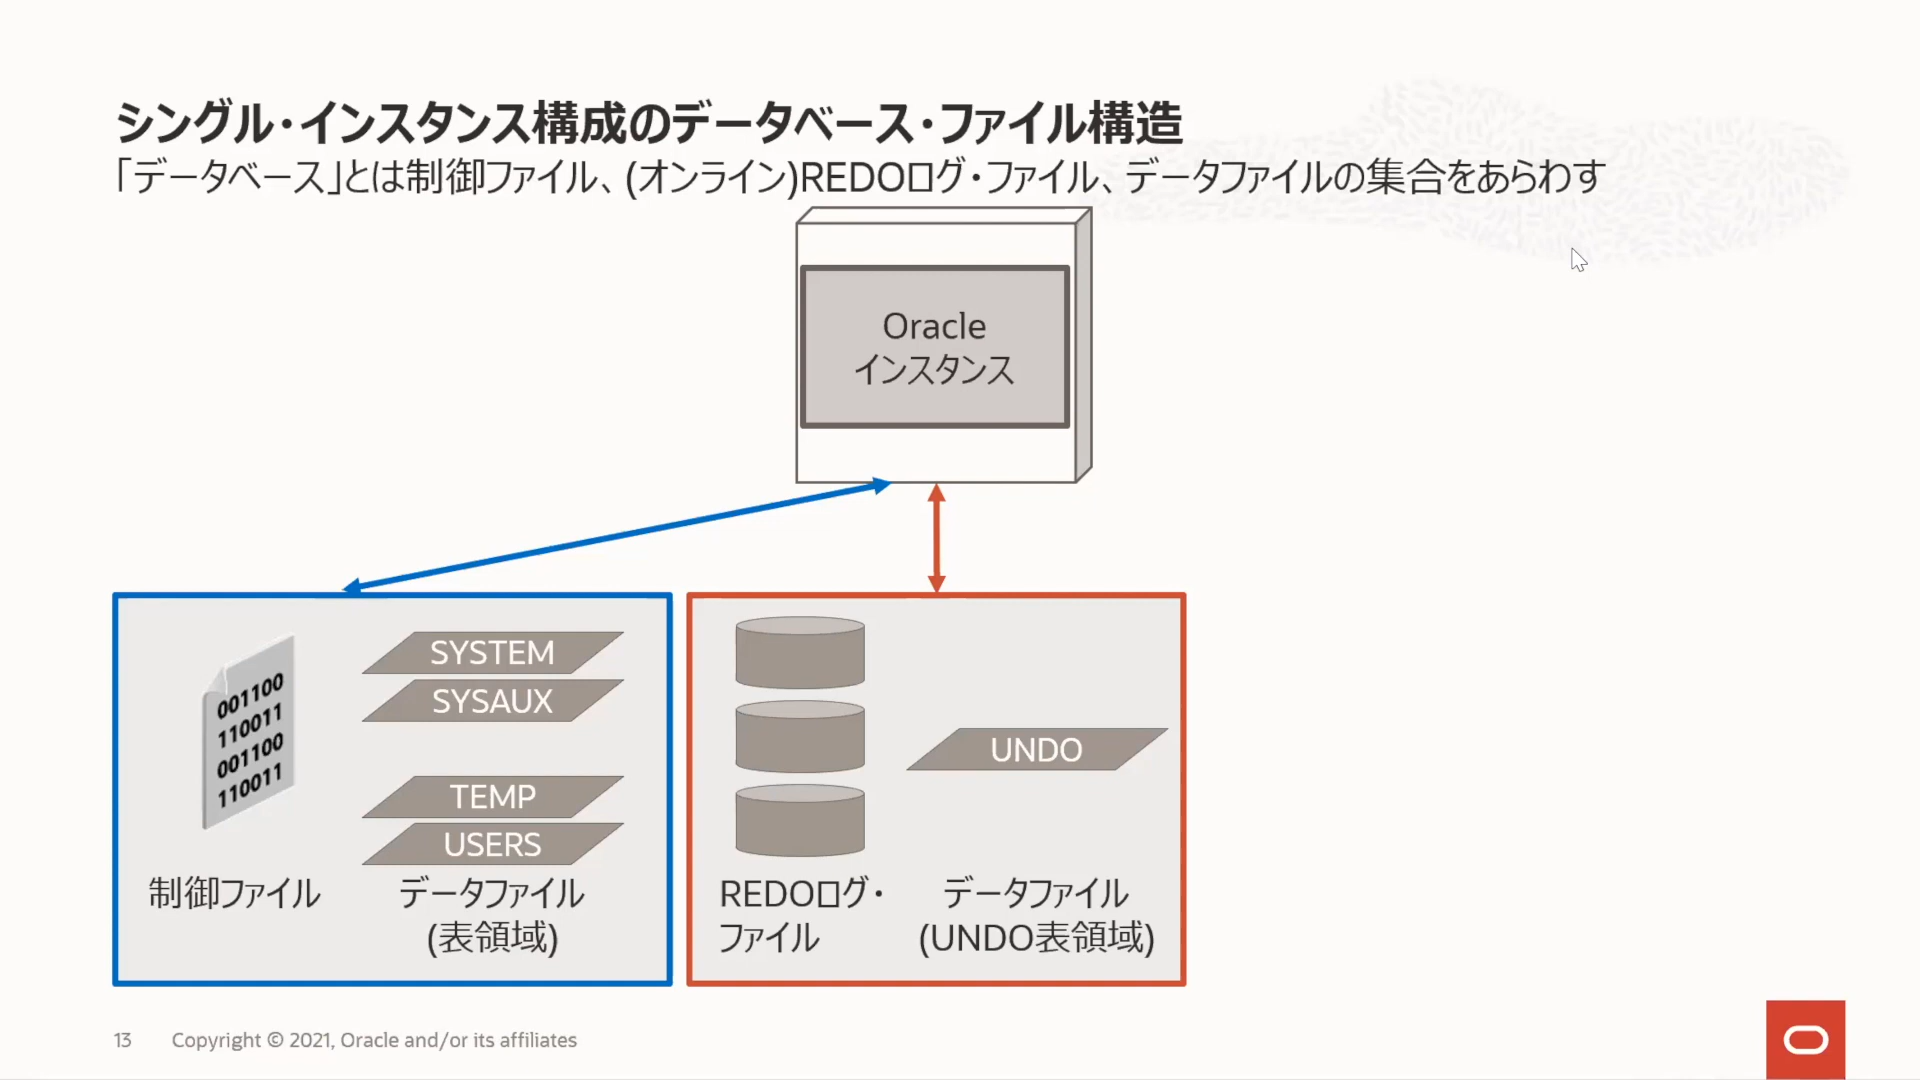 シングル・インスタンス構成のデータベース・ファイル構造
「データベース」とは制御ファイル、(オンライン)REDOログ・ファイル、データファイルの集合をあらわす
Oracle
インスタンス
001100
110011
001100
110011
制御ファイル
SYSTEM
SYSAUX
TEMP
USERS
データファイル
(表領域)
REDOログ・
ファイル
UNDO
データファイル
(UNDO表領域)
13 Copyright © 2021, Oracle and/or its affiliates